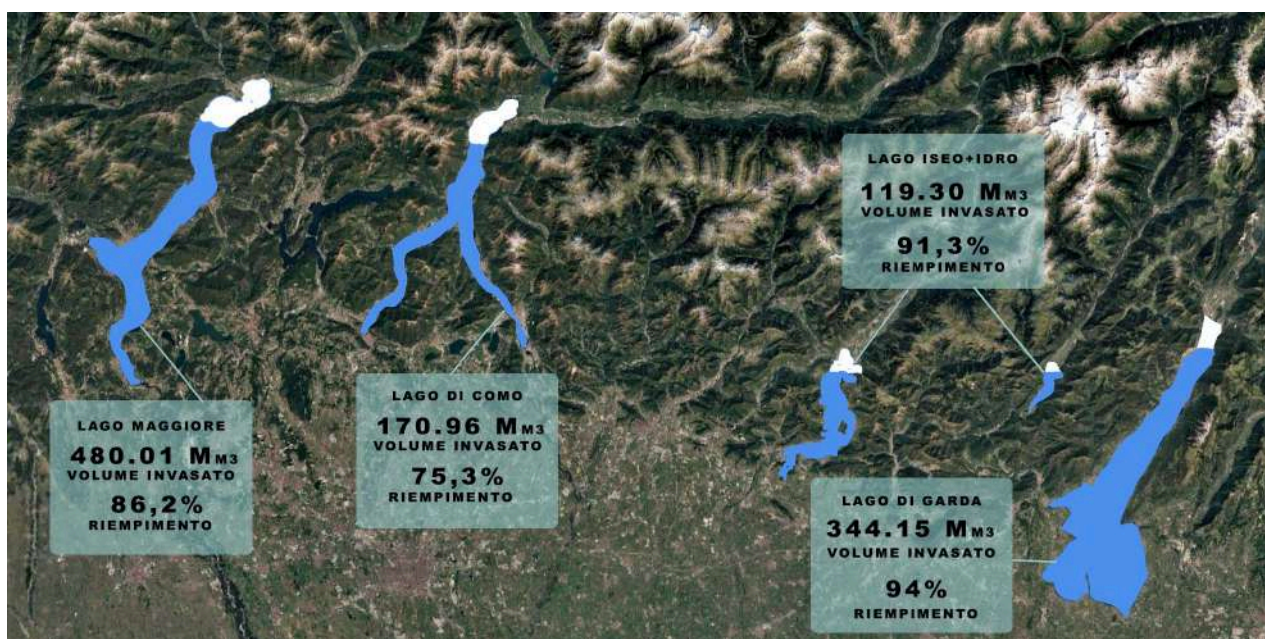 LAGO MAGGIORE
480.01 MM3
VOLUME INVASATO
86,2%
RIEMPIMENTO
LAGO DI COMO
170.96 MM3
VOLUME INVASATO
75,3%
RIEMPIMENTO
LAGO ISEO+IDRO
119.30 MM3
VOLUME INVASATO
91,3%
RIEMPIMENTO
LAGO DI GARDA
344.15 MM3
VOLUME INVASATO
94%
RIEMPIMENTO